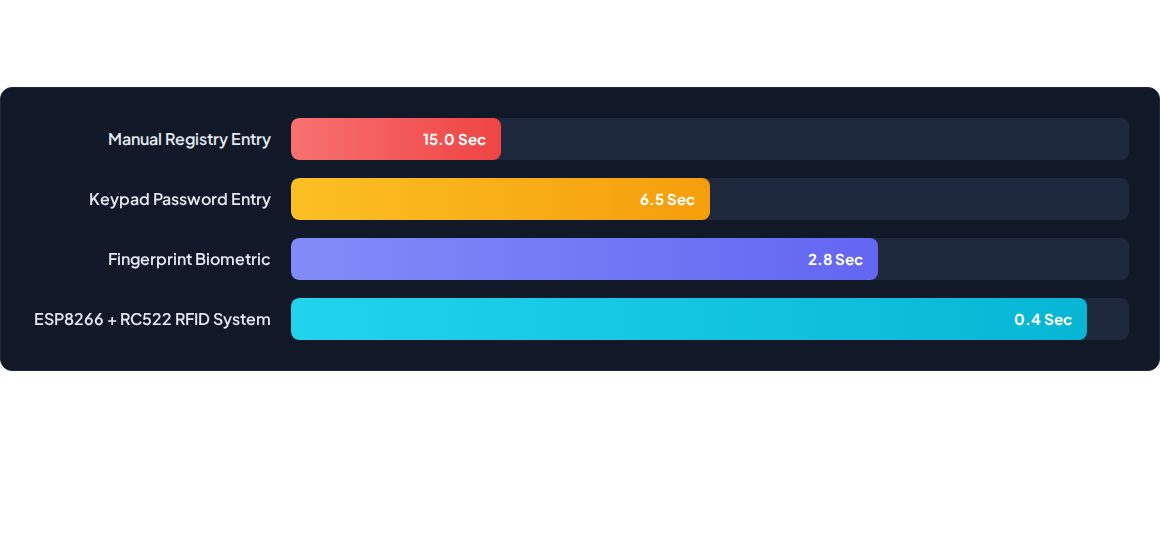 Manual Registry Entry 15.0 Sec
Keypad Password Entry 6.5 Sec
Fingerprint Biometric 2.8 Sec
ESP8266 + RC522 RFID System 0.4 Sec